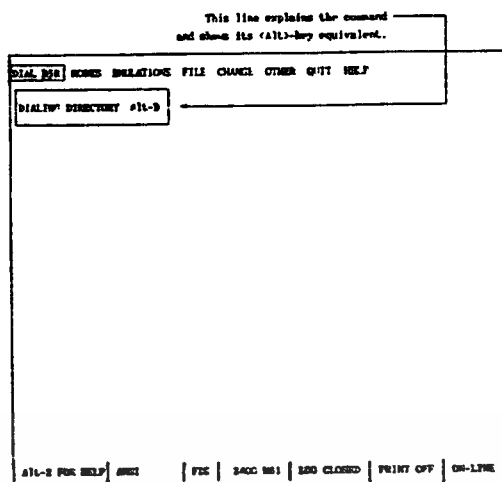 This line explains the command
and shows its <Alt>-key equivalent.
DIAL DIR MODES EMULATIONS FILE CHANGE OTHER QUIT HELP
DIALING DIRECTORY Alt-D
Alt-Z FOR HELP ANSI FDX 2400 N81 LOG CLOSED PRINT OFF ON-LINE